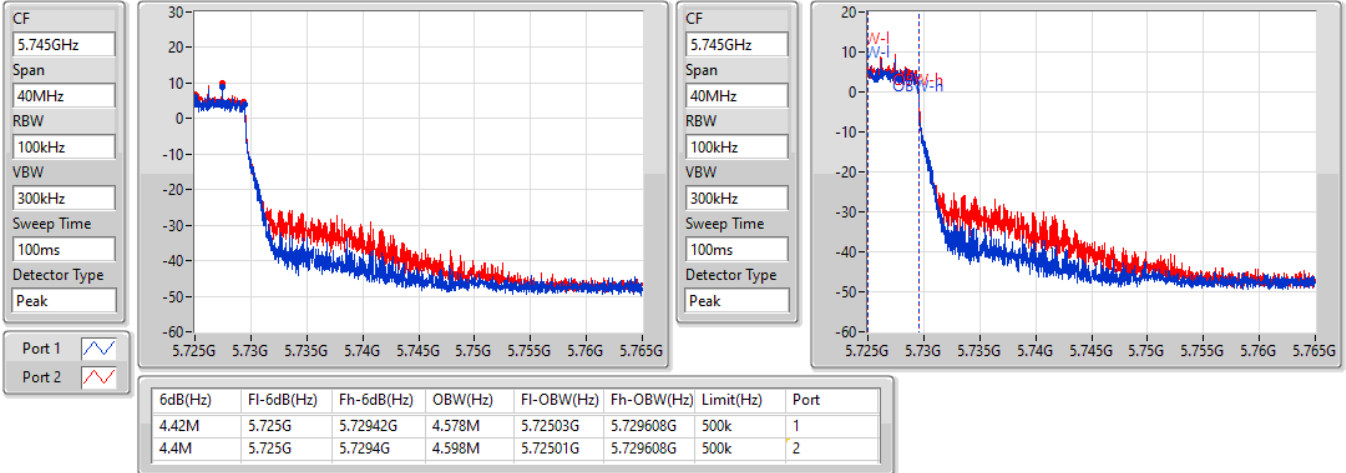 CF
5.745GHz
Span
40MHz
RBW
100kHz
VBW
300kHz
Sweep Time
100ms
Detector Type
Peak
Port 1
Port 2
30
20
10
0
-10
-20
-30
-40
-50
-60
5.725G 5.73G 5.735G 5.74G 5.745G 5.75G 5.755G 5.76G 5.765G
CF
5.745GHz
Span
40MHz
RBW
100kHz
VBW
300kHz
Sweep Time
100ms
Detector Type
Peak
20
10
0
-10
-20
-30
-40
-50
-60
W-l
W-l
OBW-h
5.725G 5.73G 5.735G 5.74G 5.745G 5.75G 5.755G 5.76G 5.765G
6dB(Hz) Fl-6dB(Hz) Fh-6dB(Hz) OBW(Hz) Fl-OBW(Hz) Fh-OBW(Hz) Limit(Hz) Port
4.42M 5.725G 5.72942G 4.578M 5.72503G 5.729608G 500k 1
4.4M 5.725G 5.7294G 4.598M 5.72501G 5.729608G 500k 2